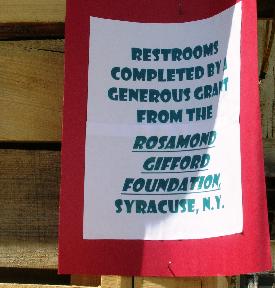 RESTROOMS
COMPLETED BY A
GENEROUS GRANT
FROM THE
ROSAMOND
GIFFORD
FOUNDATION,
SYRACUSE, N.Y.